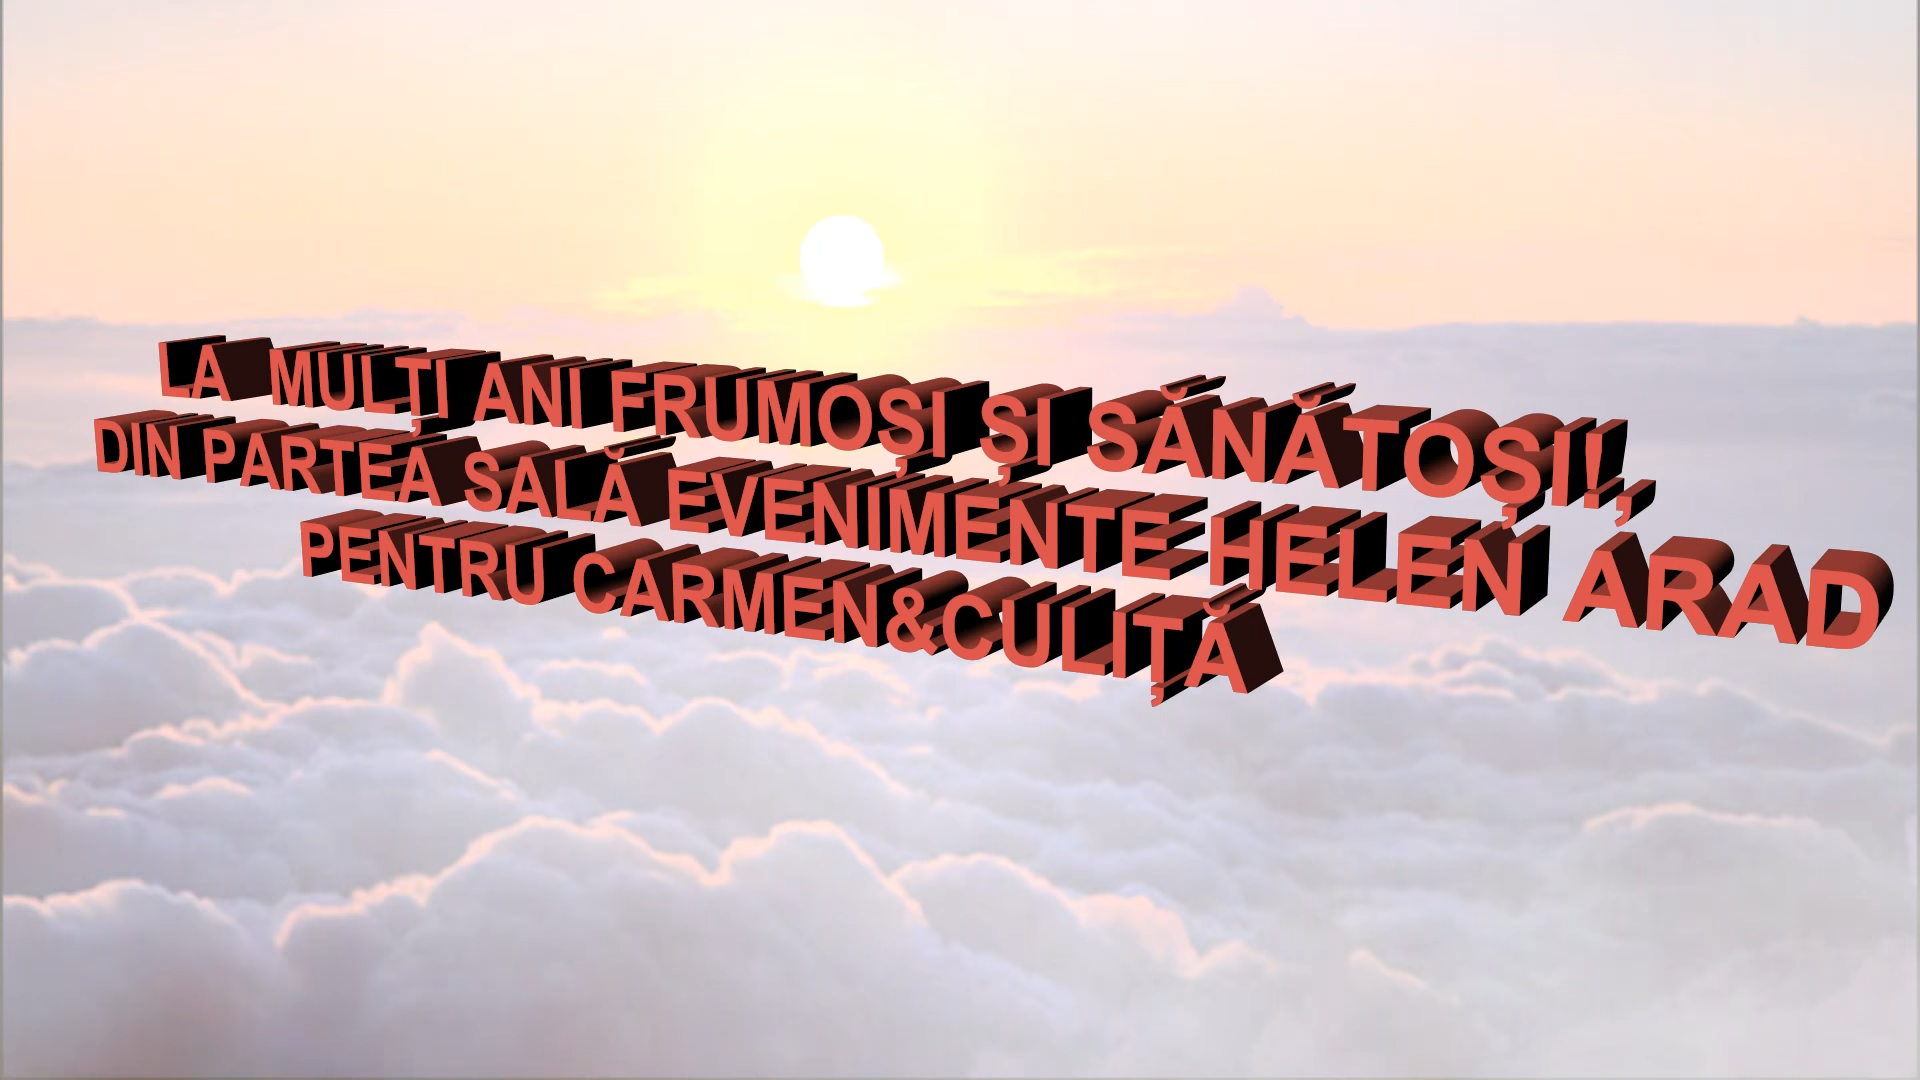 LA MULȚI ANI FRUMOȘI ȘI SĂNĂTOȘI!,
DIN PARTEA SALĂ EVENIMENTE HELEN ARAD
PENTRU CARMEN&CULIȚĂ